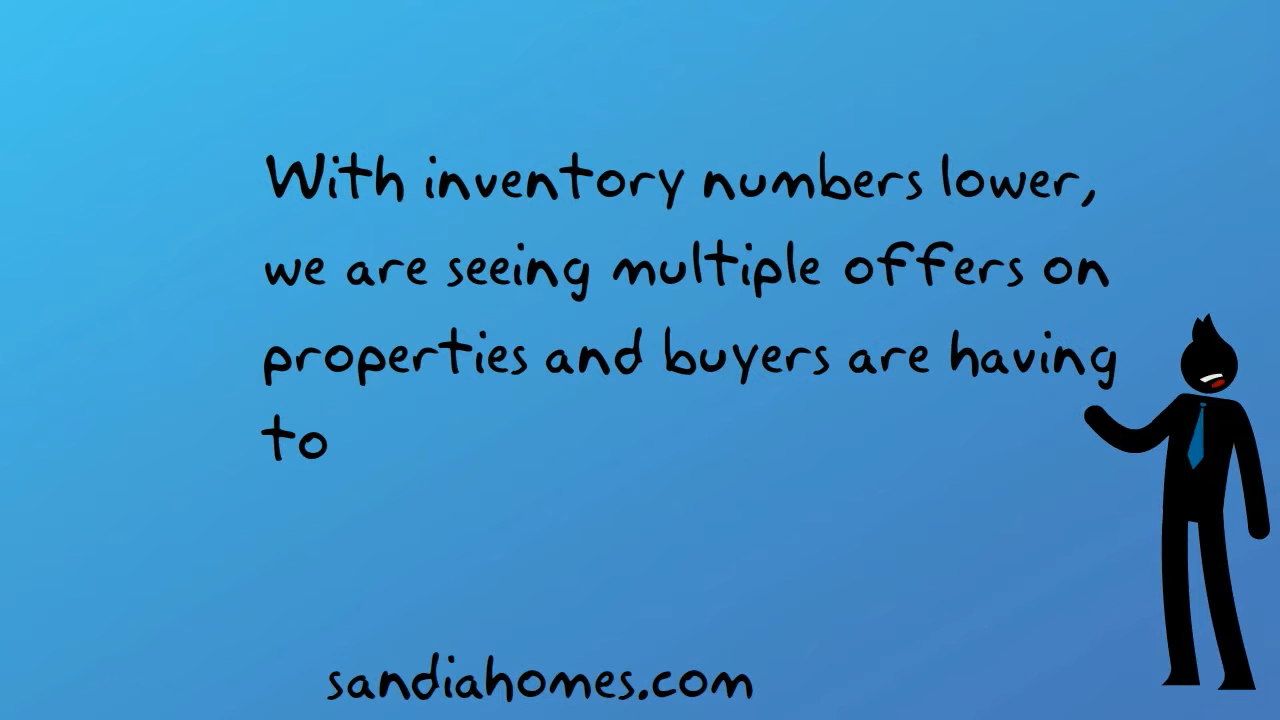 With inventory numbers lower,
we are seeing multiple offers on
properties and buyers are having
to
sandiahomes.com